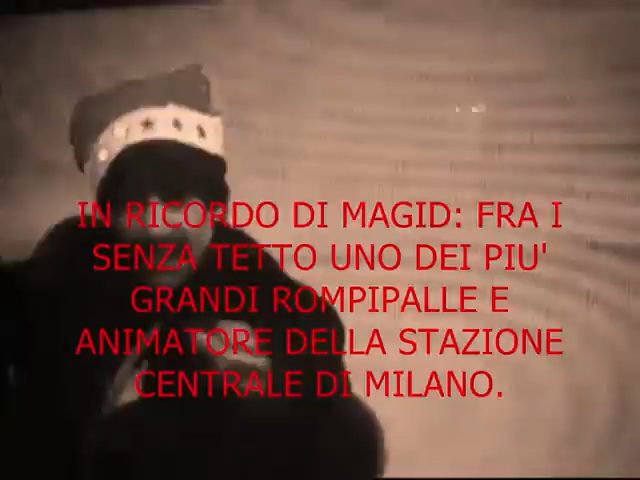 IN RICORDO DI MAGID: FRA I
SENZA TETTO UNO DEI PIU'
GRANDI ROMPIPALLE E
ANIMATORE DELLA STAZIONE
CENTRALE DI MILANO.